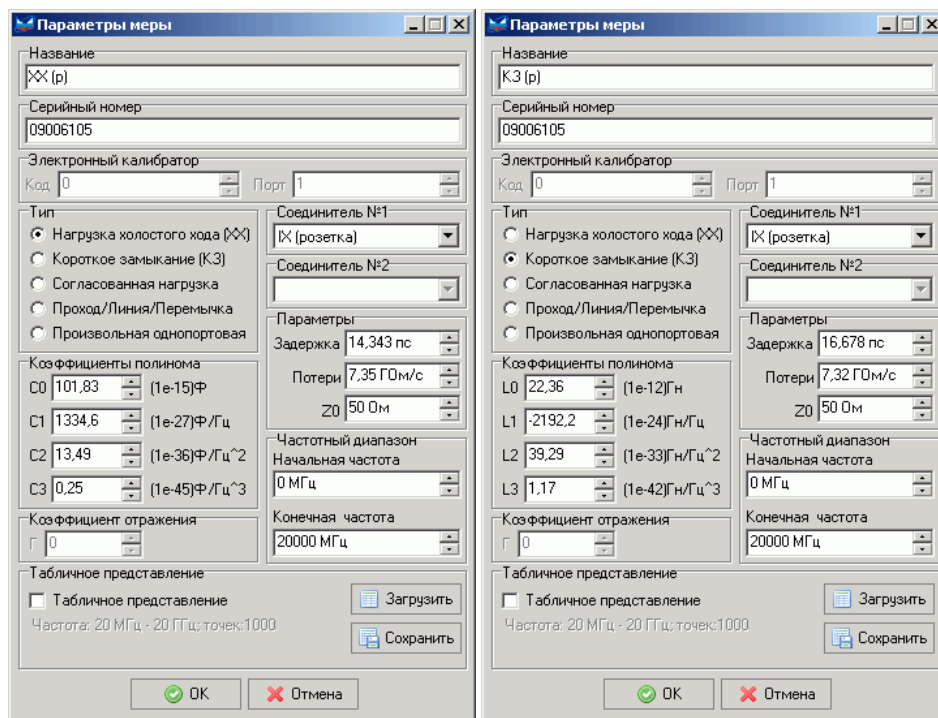 Параметры меры
Название
XX (р)
Серийный номер
09006105
Электронный калибратор
Код 0 Порт 1
Тип
Нагрузка холостого хода (XX)
Короткое замыкание (КЗ)
Согласованная нагрузка
Проход/Линия/Перемычка
Произвольная однопортовая
Соединитель №1
IX (розетка)
Соединитель №2
Параметры
Задержка 14,343 пс
Потери 7,35 ГОм/с
Z0 50 Ом
Коэффициенты полинома
C0 101,83 (1e-15)Ф
C1 1334,6 (1e-27)Ф/Гц
C2 13,49 (1e-36)Ф/Гц^2
C3 0,25 (1e-45)Ф/Гц^3
Частотный диапазон
Начальная частота
0 МГц
Конечная частота
20000 МГц
Коэффициент отражения
Г 0
Табличное представление
Табличное представление
Частота: 20 МГц - 20 ГГц; точек:1000
Загрузить
Сохранить
OK Отмена
Параметры меры
Название
КЗ (р)
Серийный номер
09006105
Электронный калибратор
Код 0 Порт 1
Тип
Нагрузка холостого хода (XX)
Короткое замыкание (КЗ)
Согласованная нагрузка
Проход/Линия/Перемычка
Произвольная однопортовая
Соединитель №1
IX (розетка)
Соединитель №2
Параметры
Задержка 16,678 пс
Потери 7,32 ГОм/с
Z0 50 Ом
Коэффициенты полинома
L0 22,36 (1e-12)Гн
L1 -2192,2 (1e-24)Гн/Гц
L2 39,29 (1e-33)Гн/Гц^2
L3 1,17 (1e-42)Гн/Гц^3
Частотный диапазон
Начальная частота
0 МГц
Конечная частота
20000 МГц
Коэффициент отражения
Г 0
Табличное представление
Табличное представление
Частота: 20 МГц - 20 ГГц; точек:1000
Загрузить
Сохранить
OK Отмена